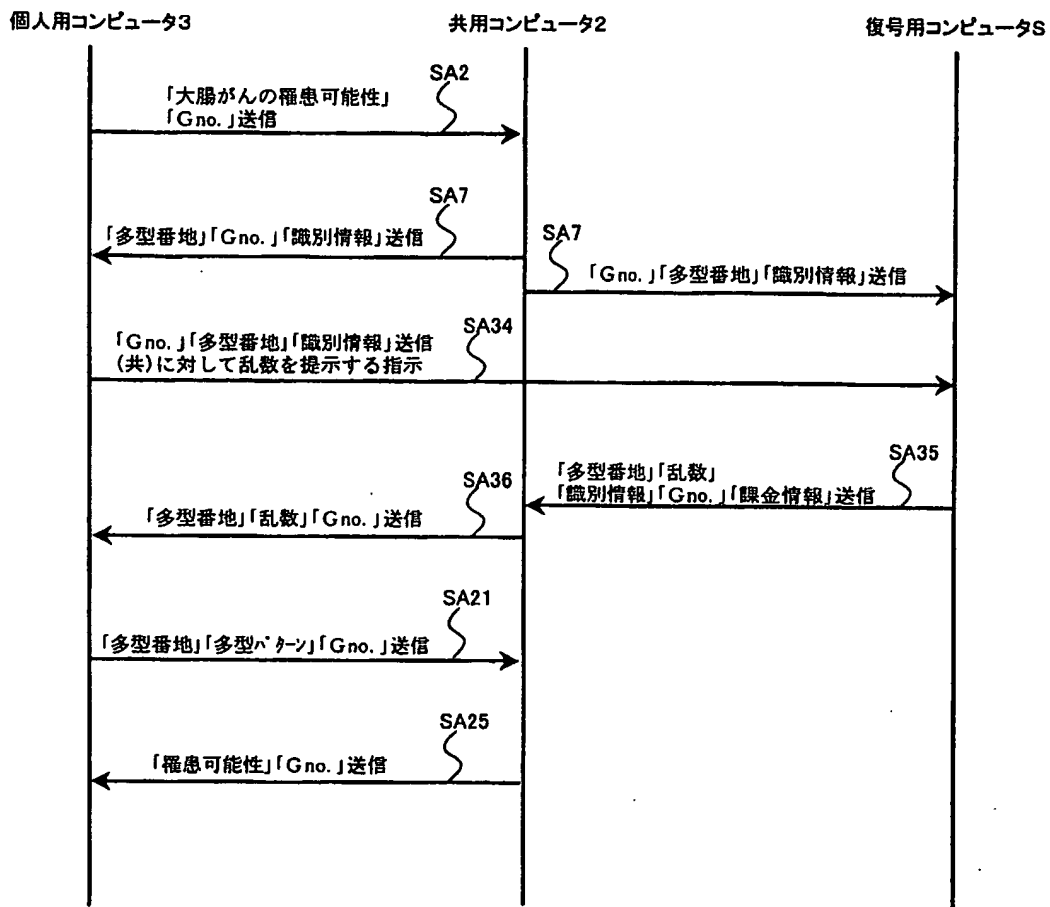 個人用コンピュータ3
共用コンピュータ2
復号用コンピュータS
SA2
「大腸がんの罹患可能性」
「Gno.」送信
SA7
「多型番地」「Gno.」「識別情報」送信
SA7
「Gno.」「多型番地」「識別情報」送信
SA34
「Gno.」「多型番地」「識別情報」送信
(共)に対して乱数を提示する指示
SA35
「多型番地」「乱数」
「識別情報」「Gno.」「課金情報」送信
SA36
「多型番地」「乱数」「Gno.」送信
SA21
「多型番地」「多型パターン」「Gno.」送信
SA25
「罹患可能性」「Gno.」送信